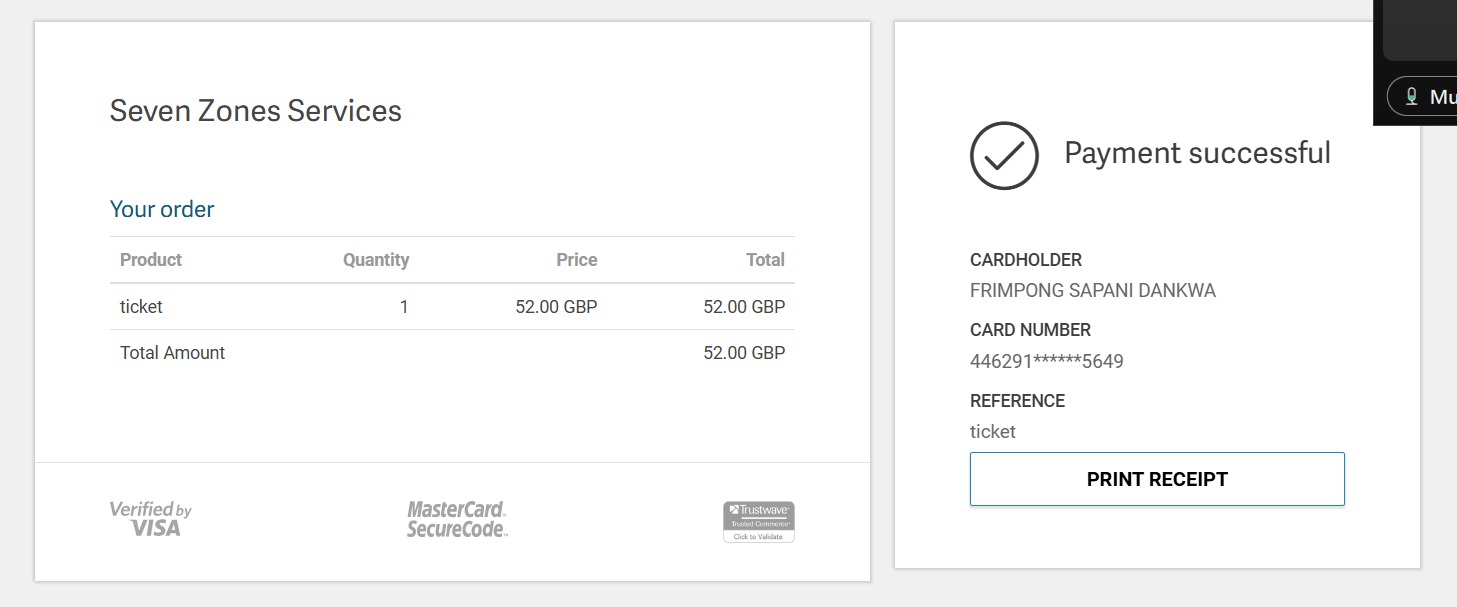 Seven Zones Services
Your order
Product Quantity Price Total
ticket 1 52.00 GBP 52.00 GBP
Total Amount 52.00 GBP
Verified by
VISA
MasterCard.
SecureCode™
Trustwave®
Trusted Commerce®
Click to Validate
Mu
Payment successful
CARDHOLDER
FRIMPONG SAPANI DANKWA
CARD NUMBER
446291******5649
REFERENCE
ticket
PRINT RECEIPT